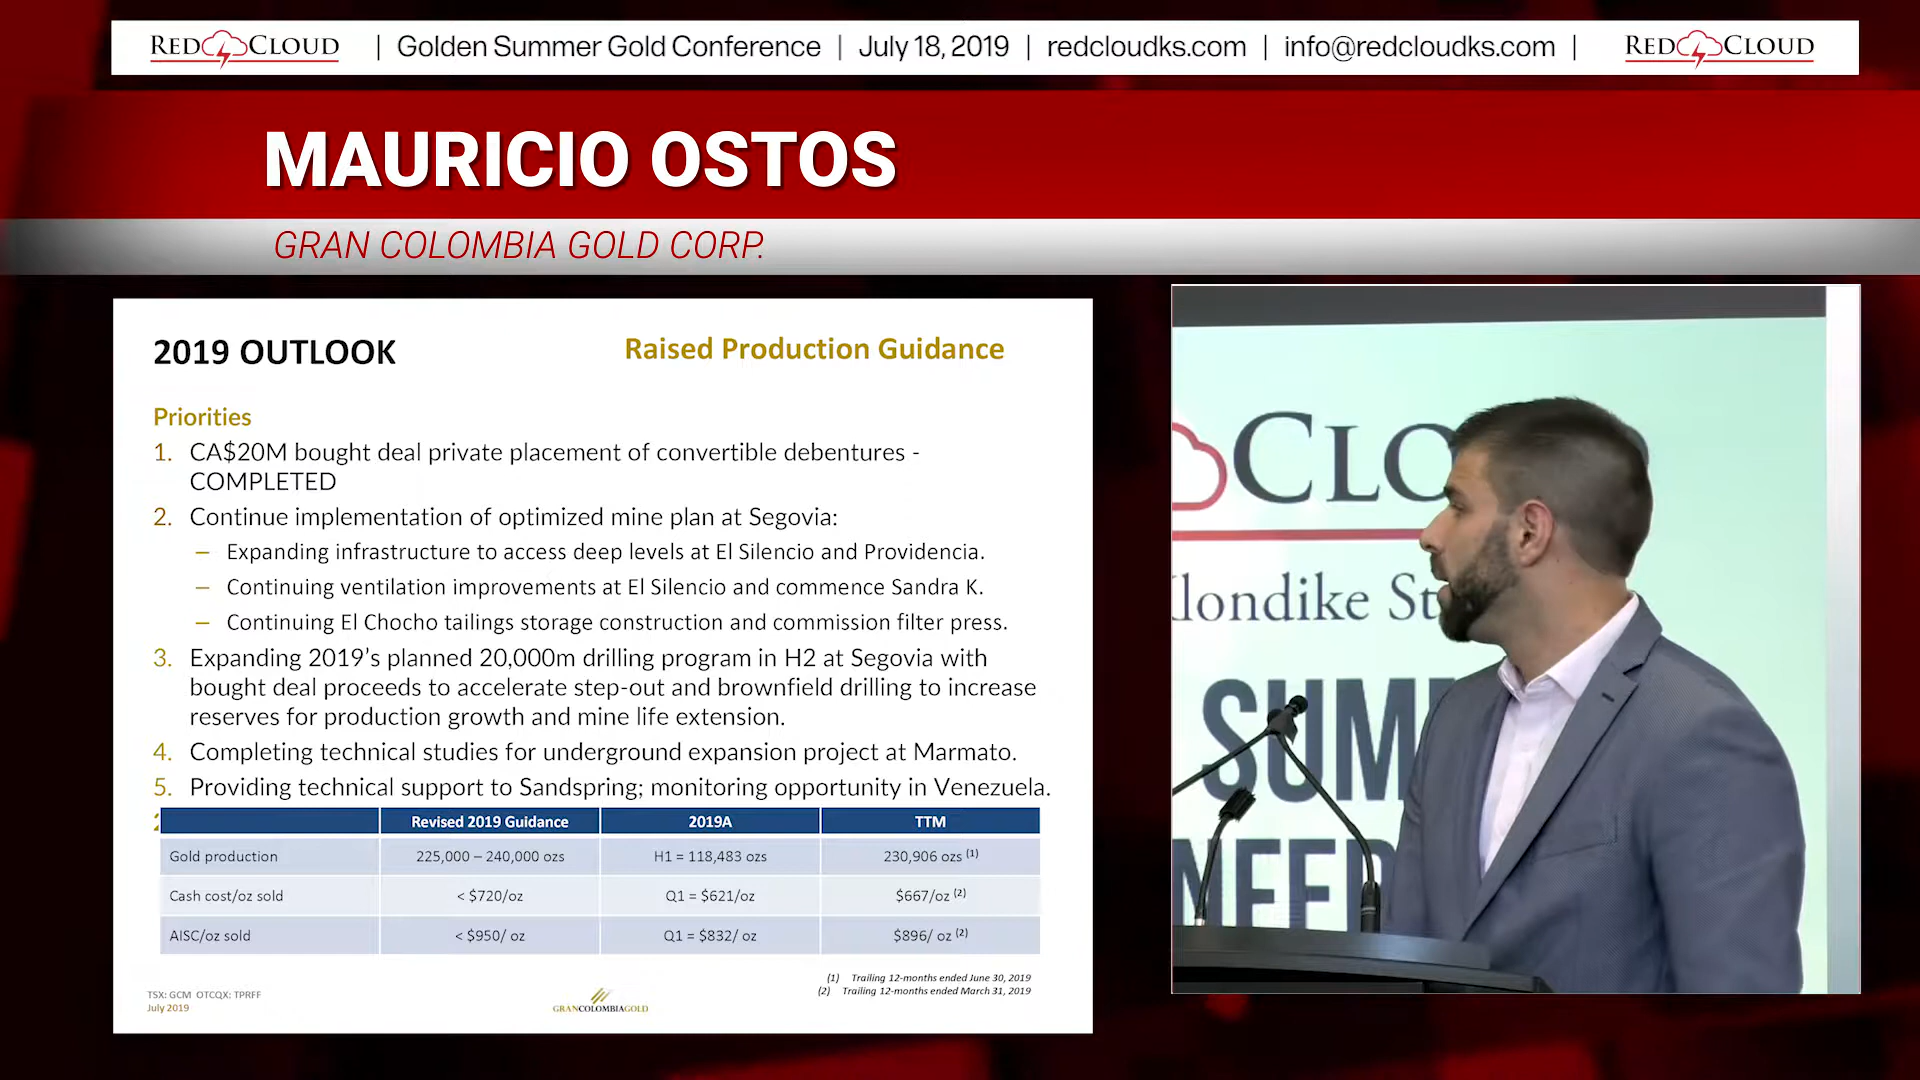 RED CLOUD | Golden Summer Gold Conference | July 18, 2019 | redcloudks.com | info@redcloudks.com | RED CLOUD
MAURICIO OSTOS
GRAN COLOMBIA GOLD CORP.
2019 OUTLOOK
Raised Production Guidance
Priorities
1. CA$20M bought deal private placement of convertible debentures -
COMPLETED
2. Continue implementation of optimized mine plan at Segovia:
– Expanding infrastructure to access deep levels at El Silencio and Providencia.
– Continuing ventilation improvements at El Silencio and commence Sandra K.
– Continuing El Chocho tailings storage construction and commission filter press.
3. Expanding 2019's planned 20,000m drilling program in H2 at Segovia with
bought deal proceeds to accelerate step-out and brownfield drilling to increase
reserves for production growth and mine life extension.
4. Completing technical studies for underground expansion project at Marmato.
5. Providing technical support to Sandspring; monitoring opportunity in Venezuela.
Revised 2019 Guidance 2019A TTM
Gold production 225,000 – 240,000 ozs H1 = 118,483 ozs 230,906 ozs (1)
Cash cost/oz sold < $720/oz Q1 = $621/oz $667/oz (2)
AISC/oz sold < $950/ oz Q1 = $832/ oz $896/ oz (2)
(1) Trailing 12-months ended June 30, 2019
(2) Trailing 12-months ended March 31, 2019
TSX: GCM OTCQX: TPRFF
July 2019
GRANCOLOMBIAGOLD
CLO
londike St
SUM